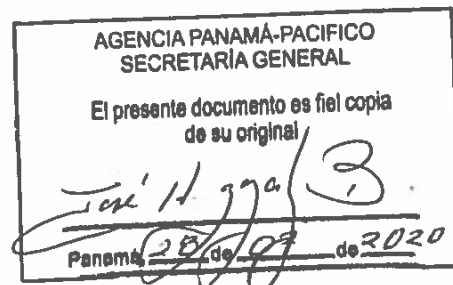 AGENCIA PANAMÁ-PACIFICO
SECRETARÍA GENERAL
El presente documento es fiel copia
de su original
José
Panamá, 28 de de 2020